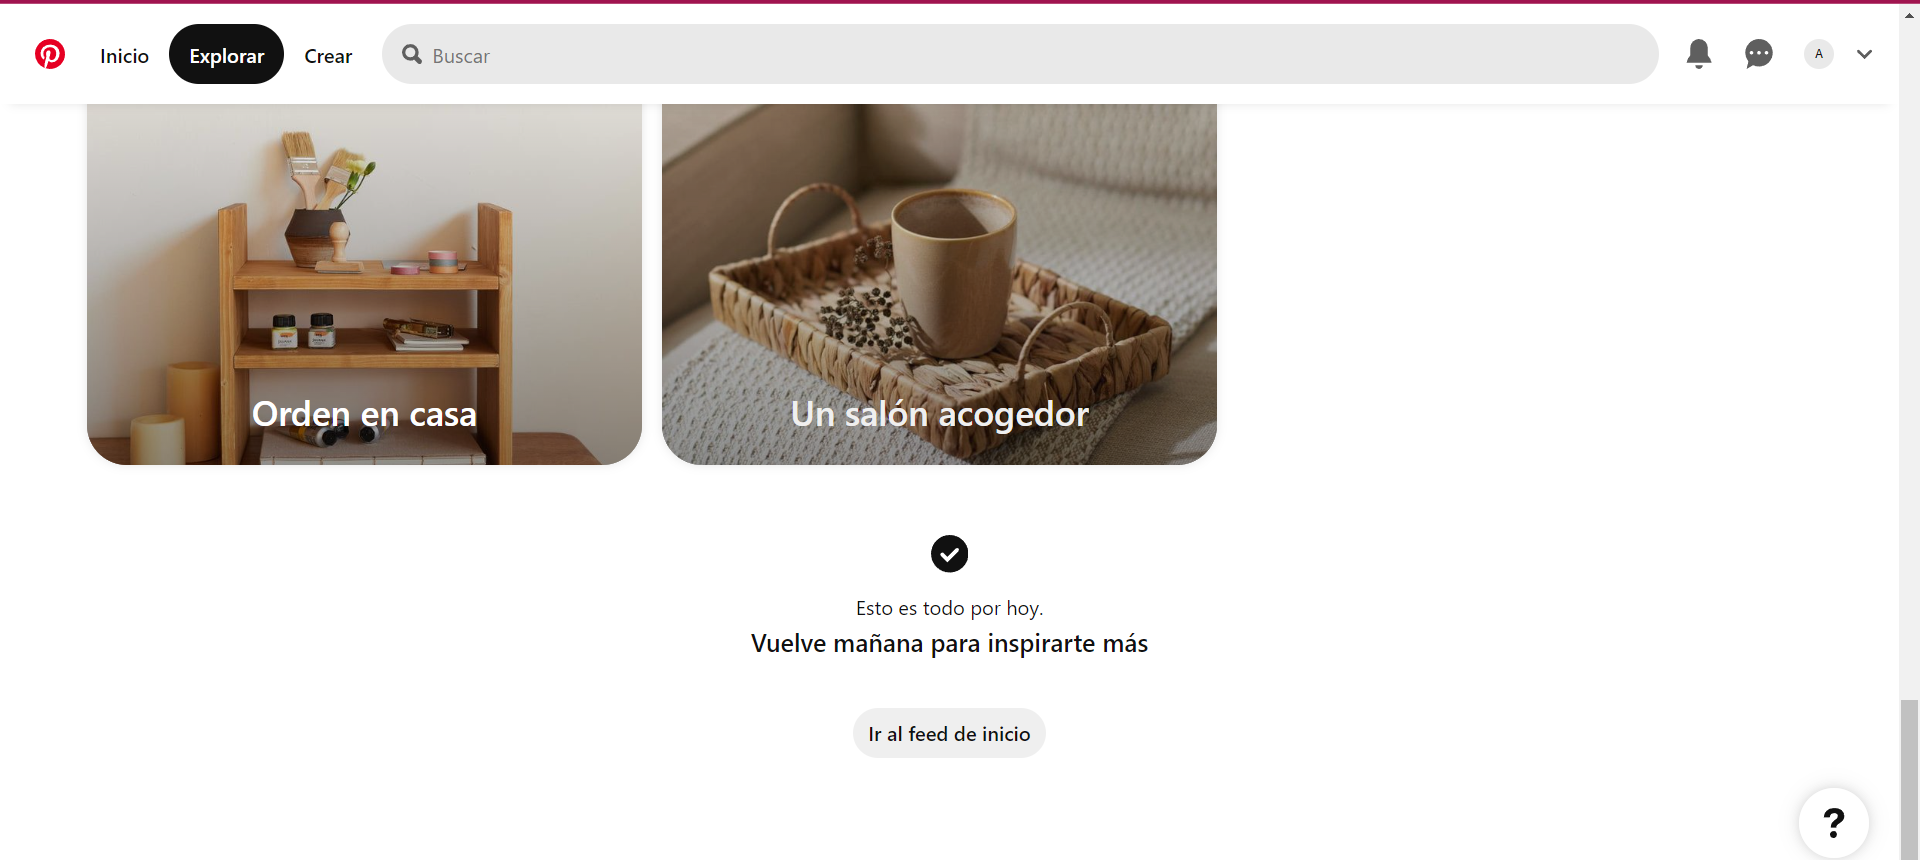 Inicio
Explorar
Crear
Buscar
A
Orden en casa
Un salón acogedor
Esto es todo por hoy.
Vuelve mañana para inspirarte más
Ir al feed de inicio
?